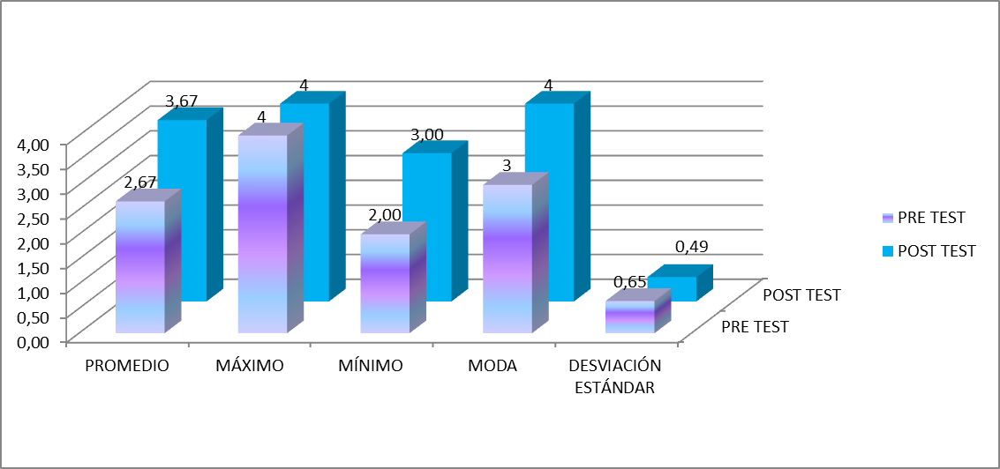 3,67
4
4
3,00
4
4,00
3,50
3,00
2,50
2,00
1,50
1,00
0,50
0,00
2,67
2,00
3
0,65
0,49
PRE TEST
POST TEST
POST TEST
PRE TEST
PROMEDIO
MÁXIMO
MÍNIMO
MODA
DESVIACIÓN
ESTÁNDAR